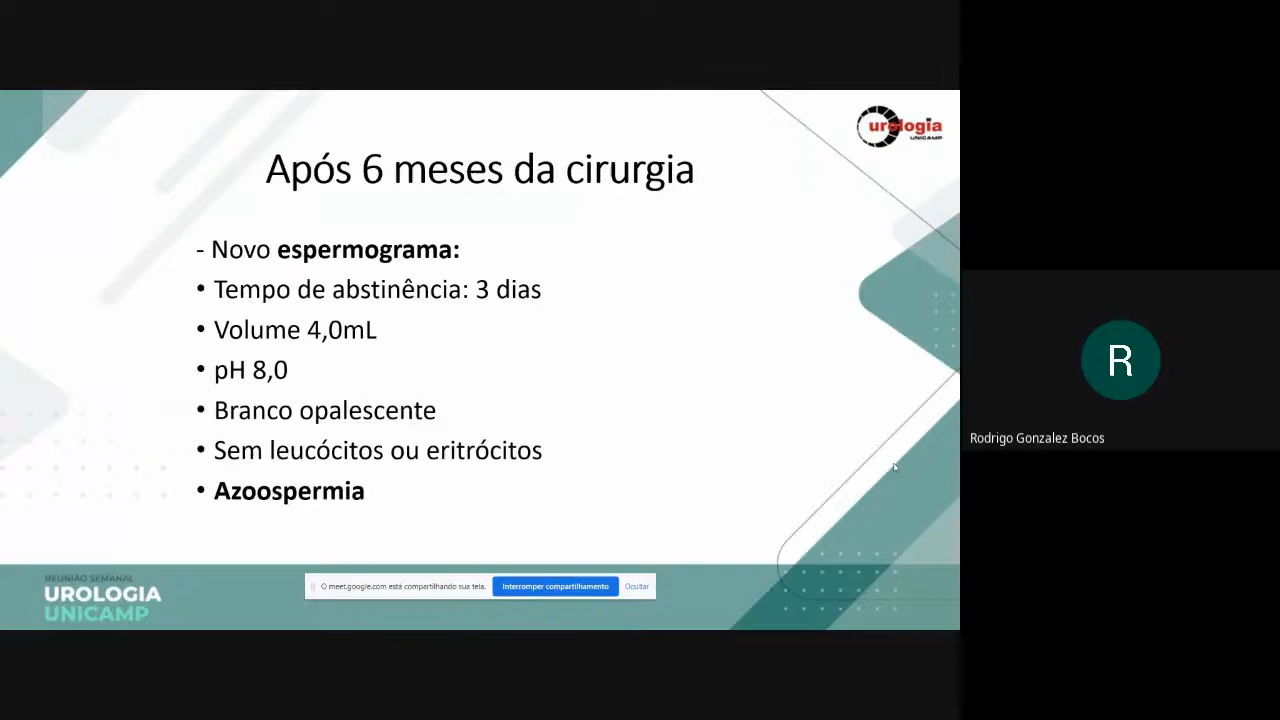 urologia
UNICAMP
Após 6 meses da cirurgia
- Novo espermograma:
• Tempo de abstinência: 3 dias
• Volume 4,0mL
• pH 8,0
• Branco opalescente
• Sem leucócitos ou eritrócitos
• Azoospermia
R
Rodrigo Gonzalez Bocos
REUNIÃO SEMANAL
UROLOGIA
UNICAMP
O meet.google.com está compartilhando sua tela. Interromper compartilhamento Ocultar